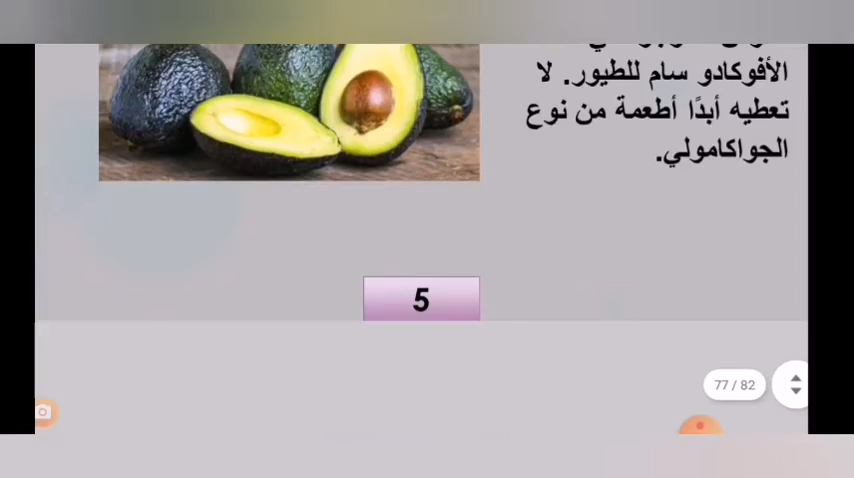 الأفوكادو سام للطيور. لا
تعطيه أبدًا أطعمة من نوع
الجواكامولي.
5
77 / 82